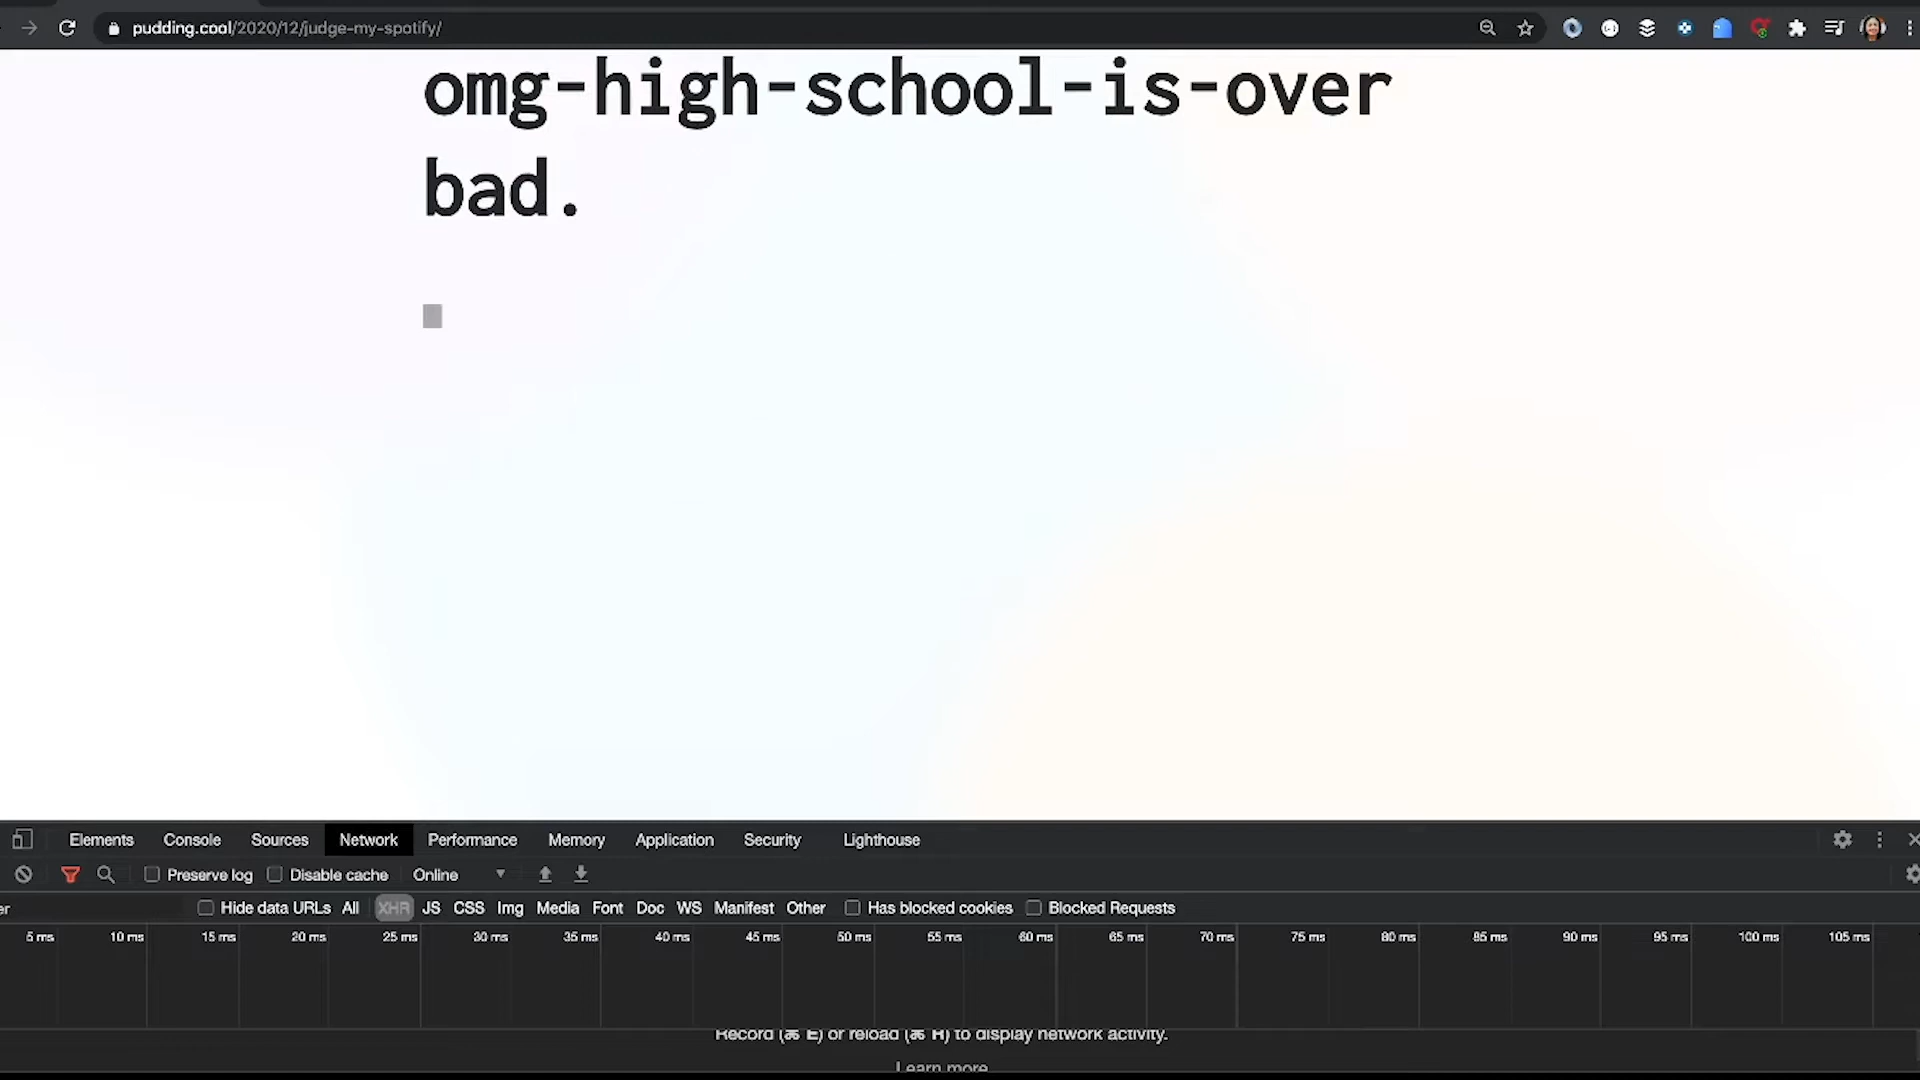 pudding.cool/2020/12/judge-my-spotify/
omg-high-school-is-over
bad.
Elements Console Sources Network Performance Memory Application Security Lighthouse
Preserve log Disable cache Online
er Hide data URLs All XHR JS CSS Img Media Font Doc WS Manifest Other Has blocked cookies Blocked Requests
5 ms 10 ms 15 ms 20 ms 25 ms 30 ms 35 ms 40 ms 45 ms 50 ms 55 ms 60 ms 65 ms 70 ms 75 ms 80 ms 85 ms 90 ms 95 ms 100 ms 105 ms
Record (⌘ E) or reload (⌘ R) to display network activity.
Learn more